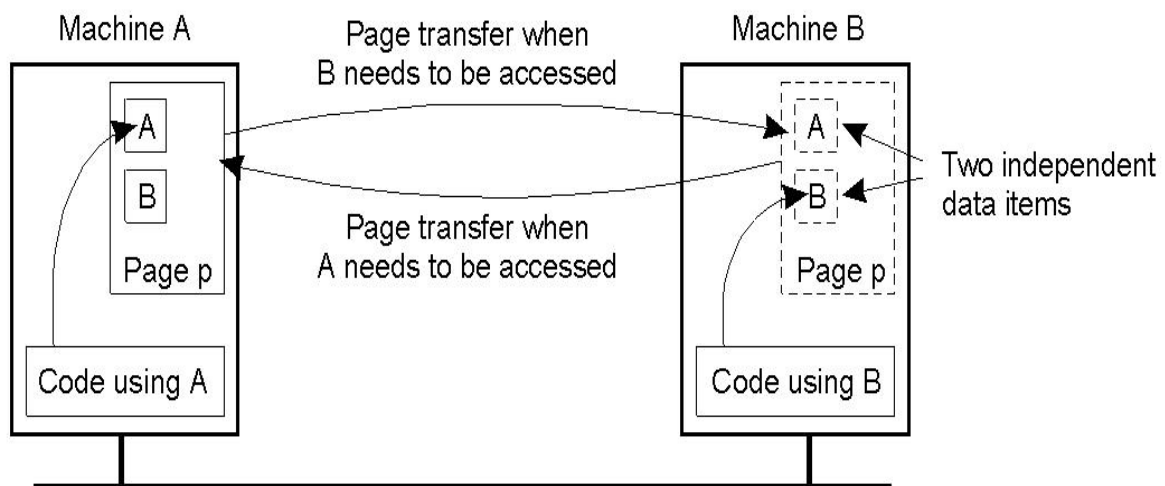 Machine A
Page transfer when
B needs to be accessed
Machine B
A
B
Page p
Code using A
Page transfer when
A needs to be accessed
A
B
Page p
Code using B
Two independent
data items